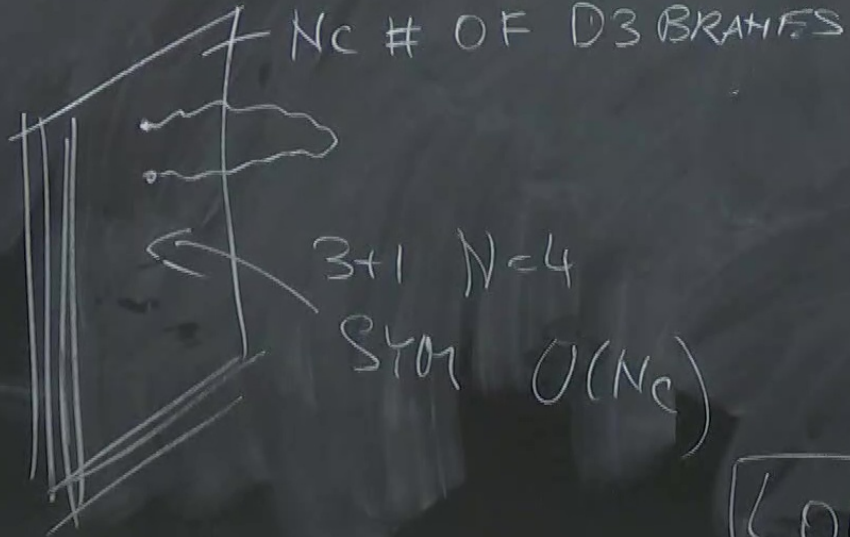 Nc # OF D3 BRANES
3+1 N=4
SYM U(Nc)